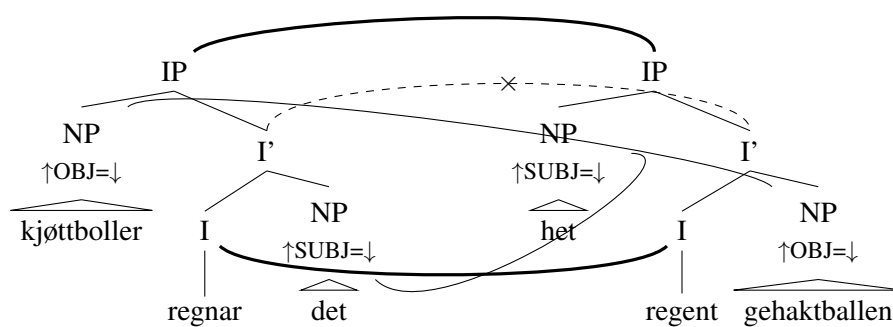 IP IP
NP I' NP I'
↑OBJ=↓ ↑SUBJ=↓
kjøttboller I NP het I NP
↑SUBJ=↓ ↑OBJ=↓
regnar det regent gehaktballen